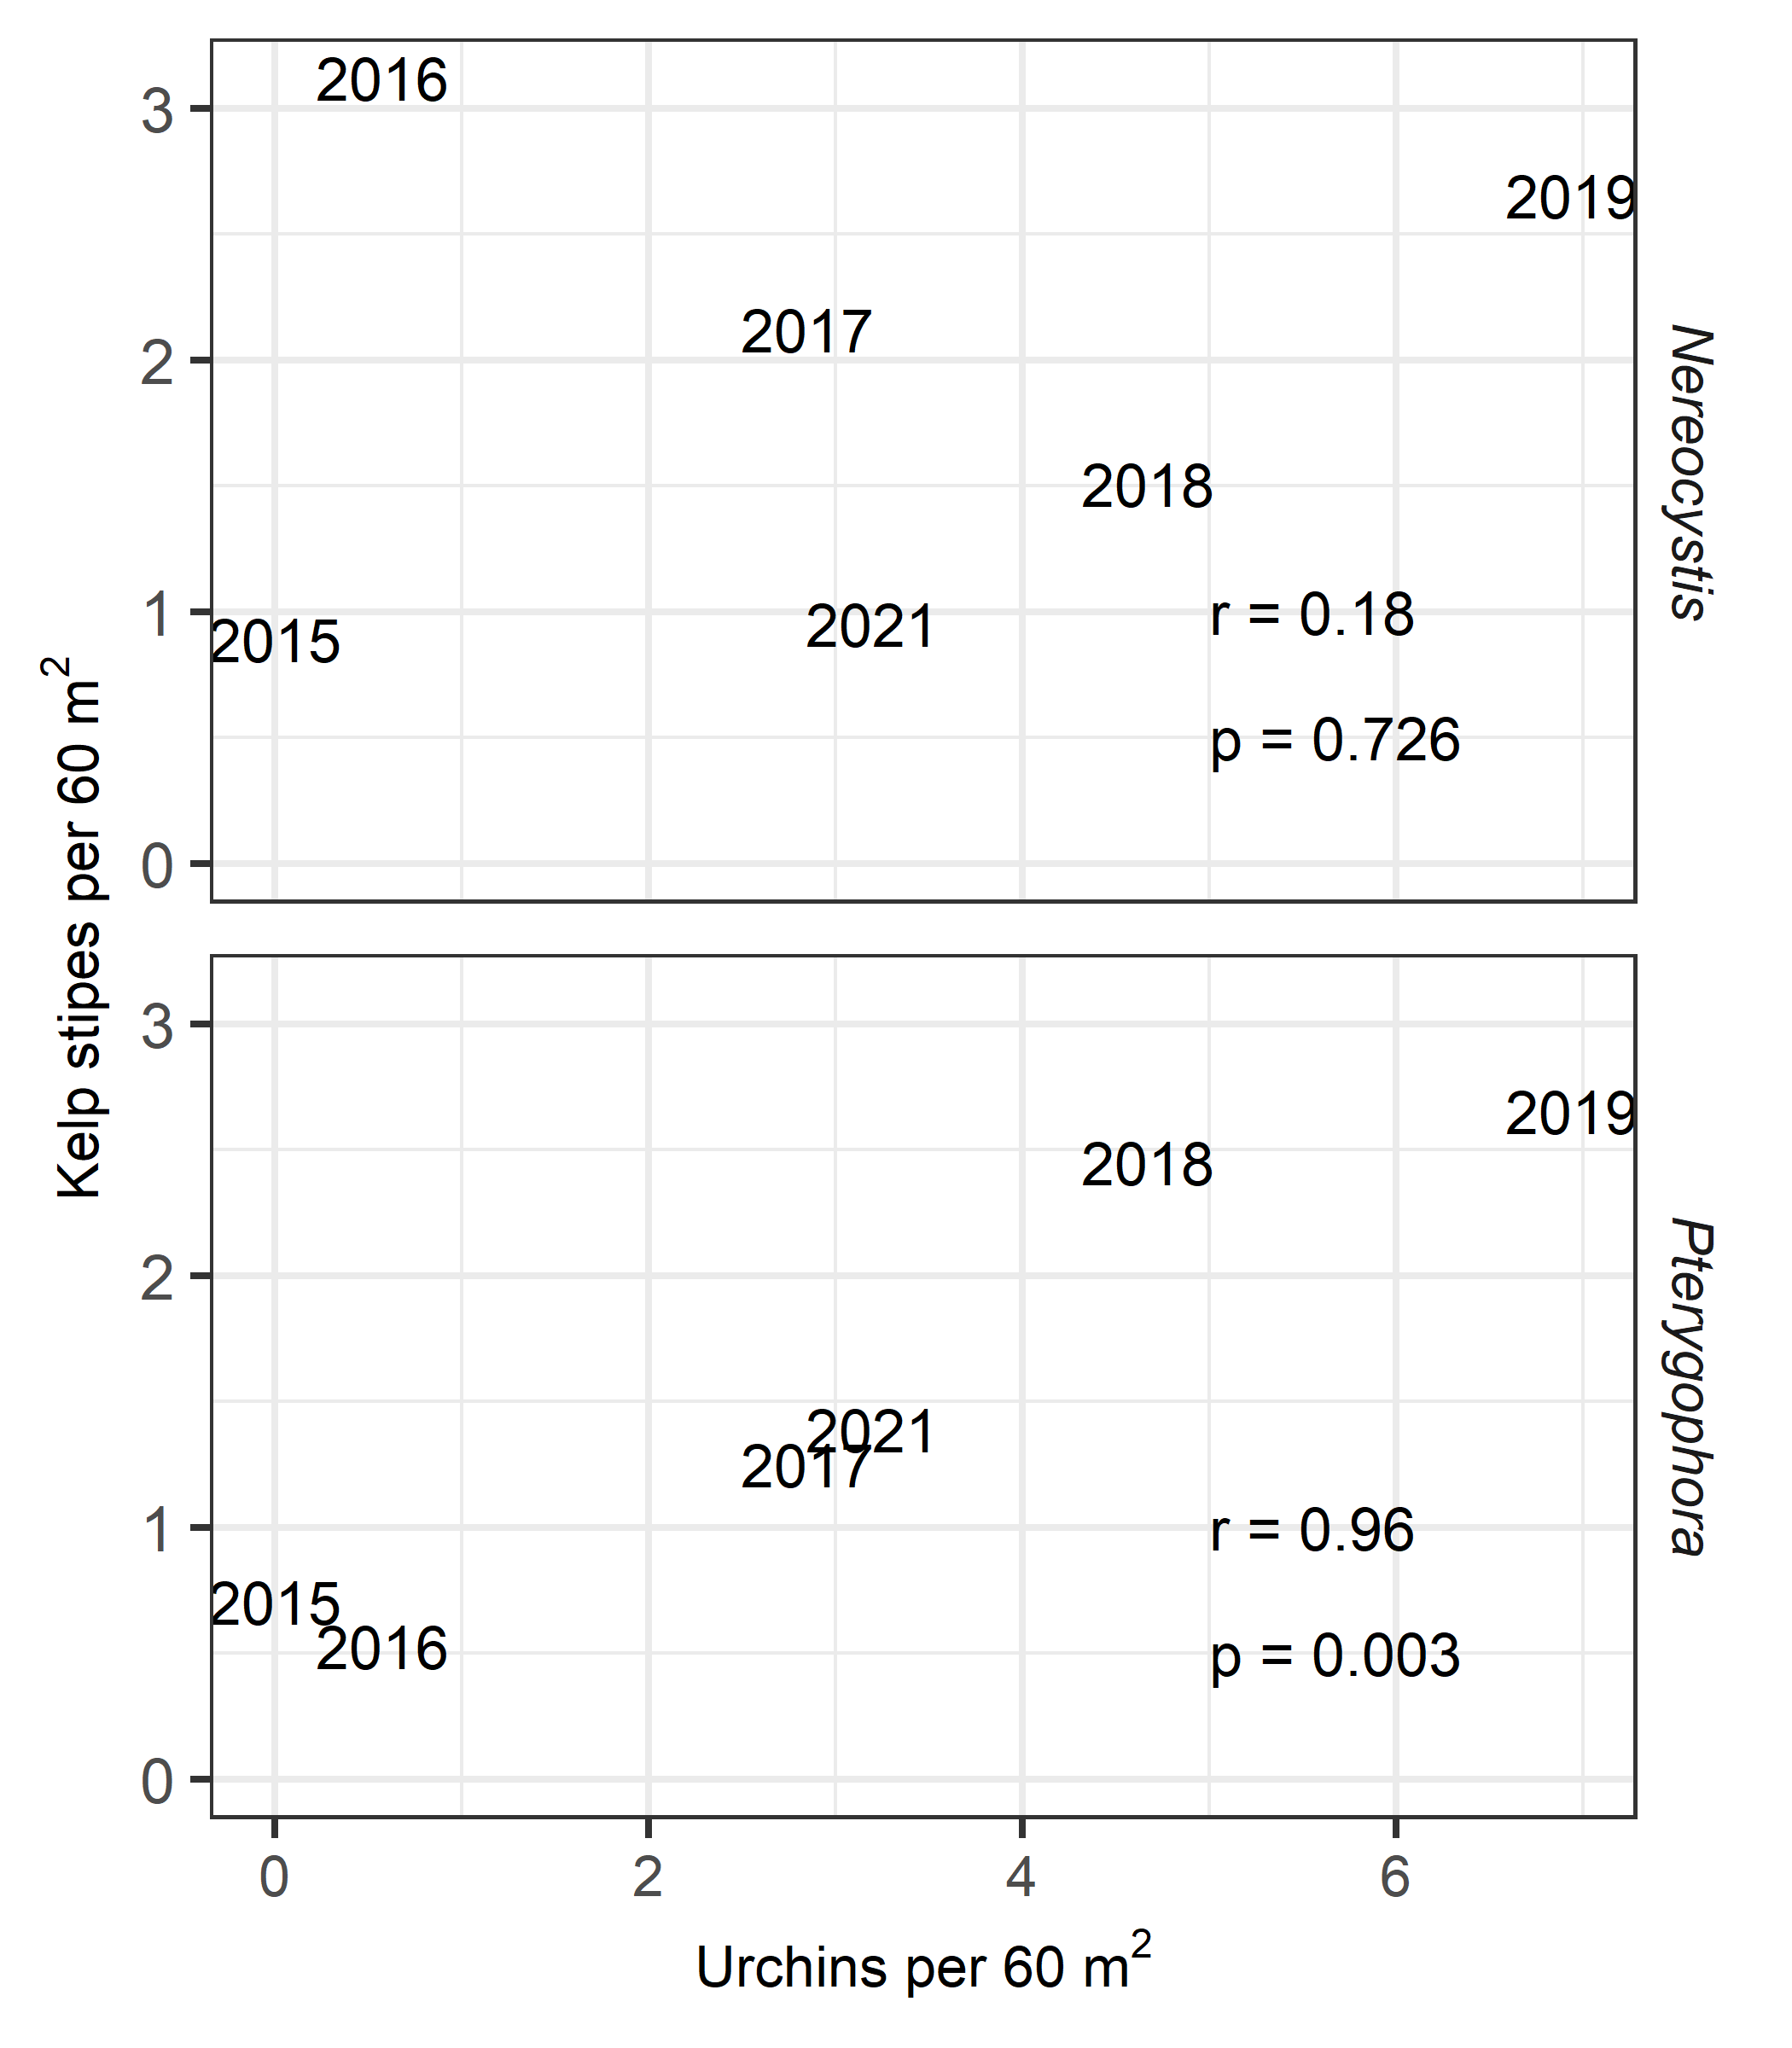 2016
3
2019
2017
2
Nereocystis
2018
1
2015
2021
r = 0.18
p = 0.726
0
Kelp stipes per 60 m²
3
2019
2018
2
Pterygophora
2021
2017
1
r = 0.96
2015
2016
p = 0.003
0
0 2 4 6
Urchins per 60 m²